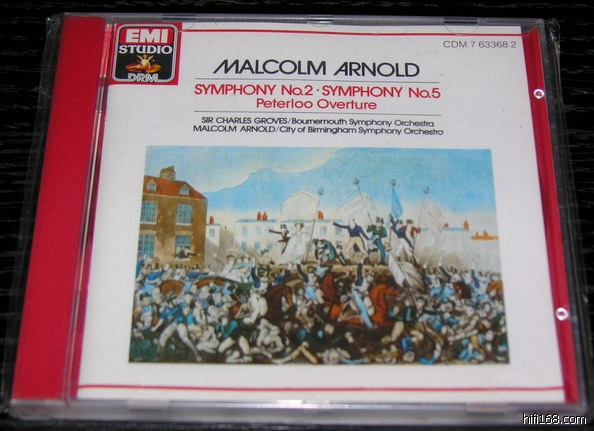 EMI
STUDIO
DRM
CDM 7 63368 2
MALCOLM ARNOLD
SYMPHONY No.2 · SYMPHONY No.5
Peterloo Overture
SIR CHARLES GROVES/Bournemouth Symphony Orchestra
MALCOLM ARNOLD/City of Birmingham Symphony Orchestra
hifi168.com